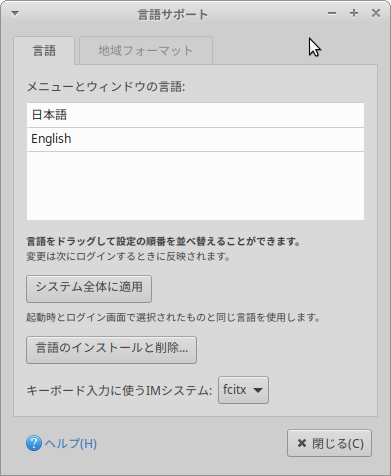 言語サポート
言語
地域フォーマット
メニューとウィンドウの言語:
日本語
English
言語をドラッグして設定の順番を並べ替えることができます。
変更は次にログインするときに反映されます。
システム全体に適用
起動時とログイン画面で選択されたものと同じ言語を使用します。
言語のインストールと削除...
キーボード入力に使うIMシステム: fcitx
ヘルプ(H)
閉じる(C)